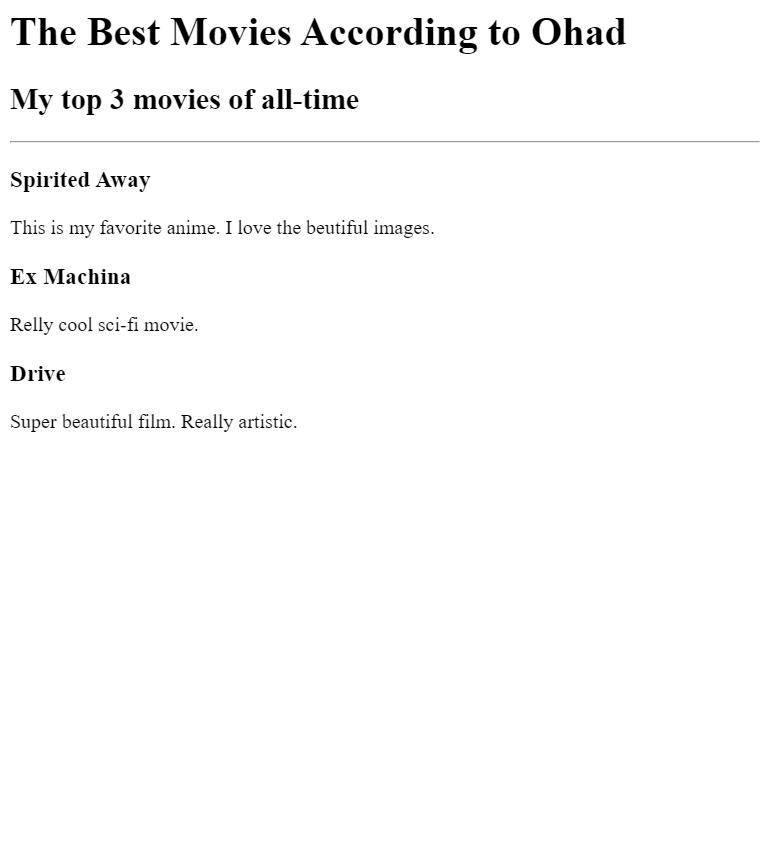 The Best Movies According to Ohad
My top 3 movies of all-time
Spirited Away
This is my favorite anime. I love the beutiful images.
Ex Machina
Relly cool sci-fi movie.
Drive
Super beautiful film. Really artistic.